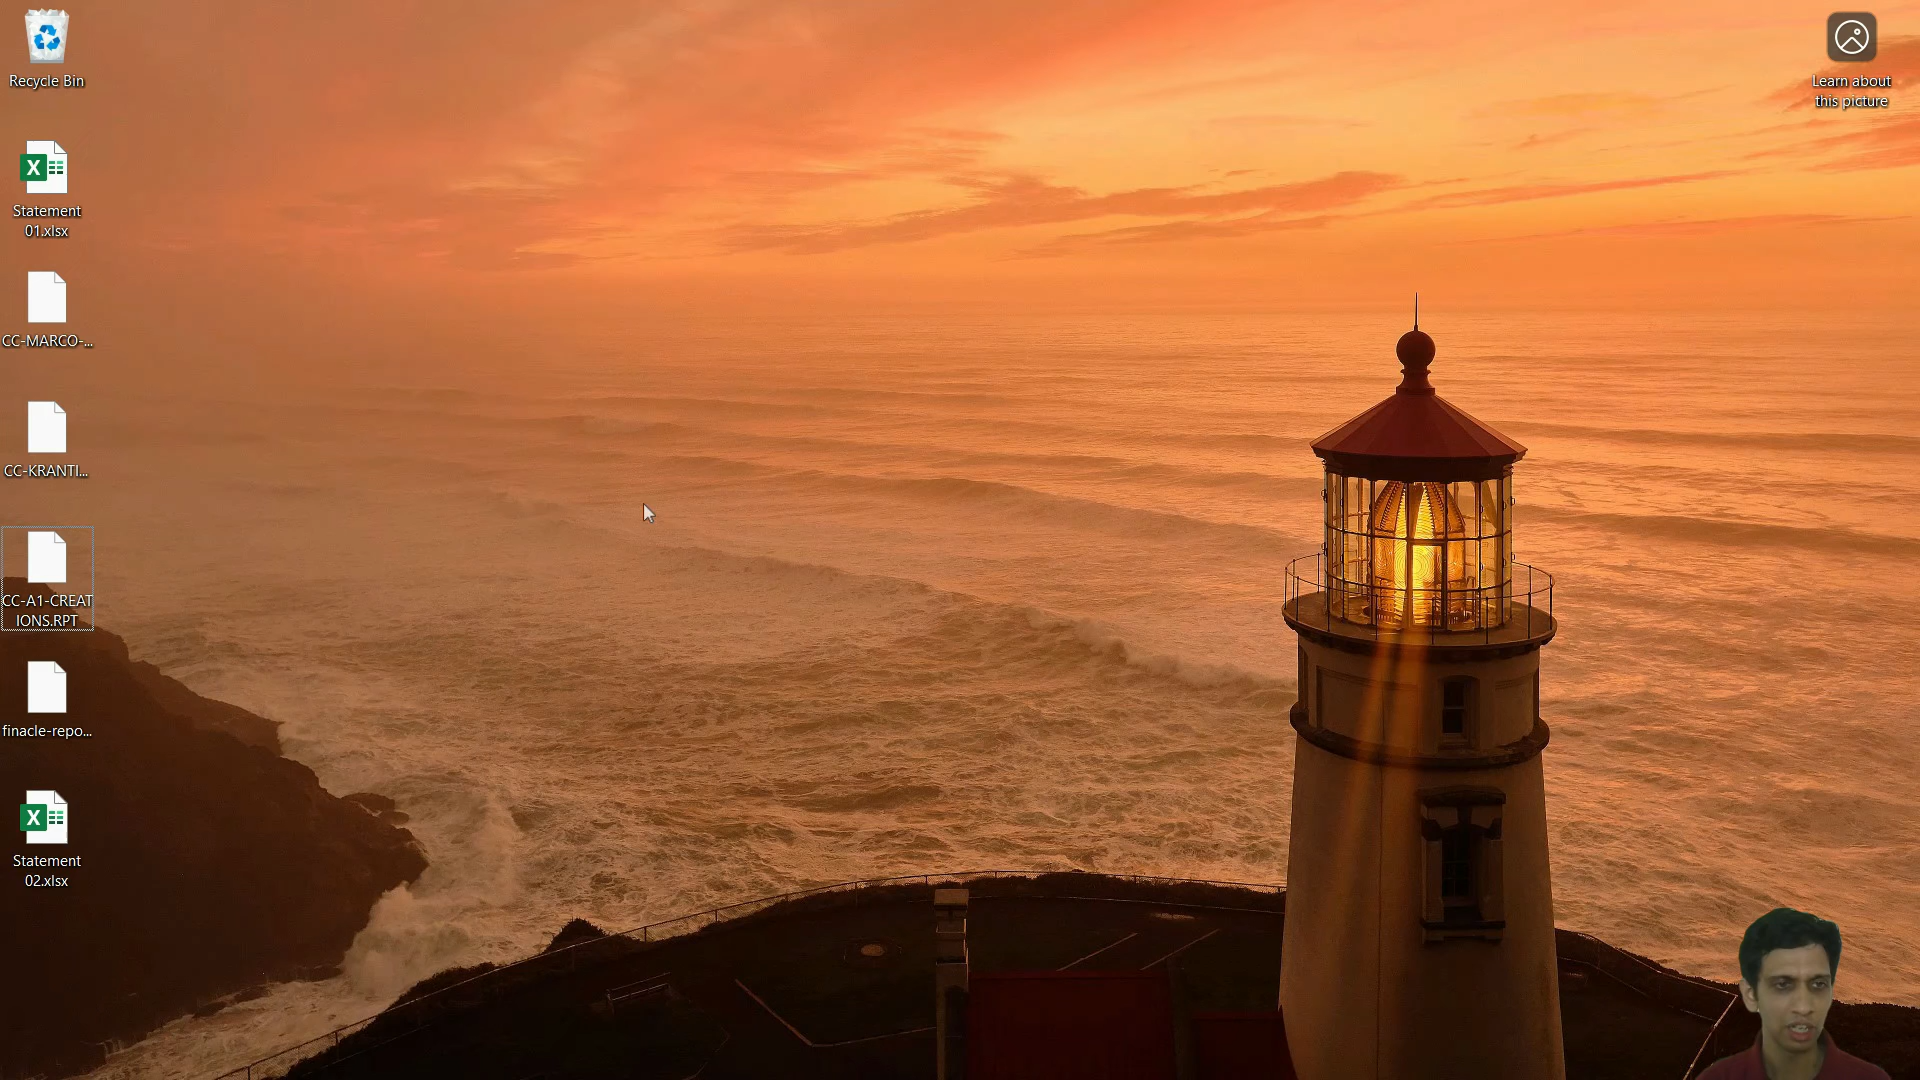 Recycle Bin
Statement
01.xlsx
CC-MARCO-...
CC-KRANTI...
CC-A1-CREAT
IONS.RPT
finacle-repo...
Statement
02.xlsx
Learn about
this picture